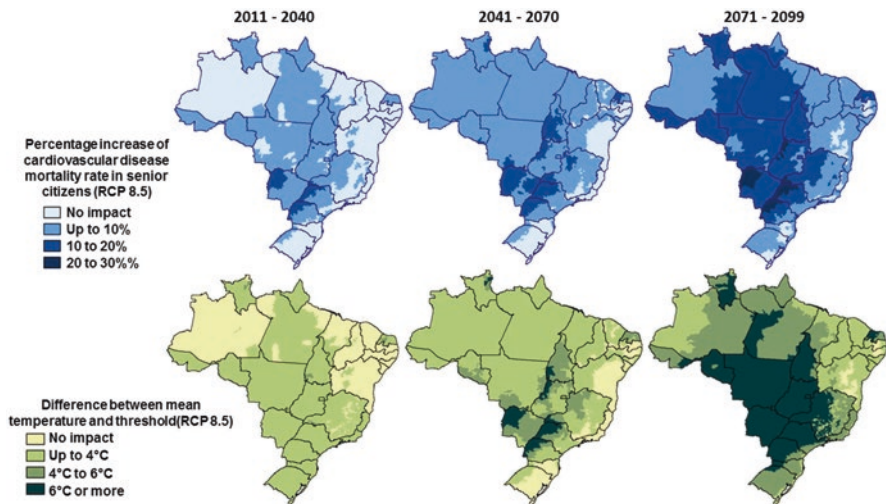 2011 - 2040
2041 - 2070
2071 - 2099
Percentage increase of
cardiovascular disease
mortality rate in senior
citizens (RCP 8.5)
No impact
Up to 10%
10 to 20%
20 to 30%%
Difference between mean
temperature and threshold(RCP 8.5)
No impact
Up to 4°C
4°C to 6°C
6°C or more